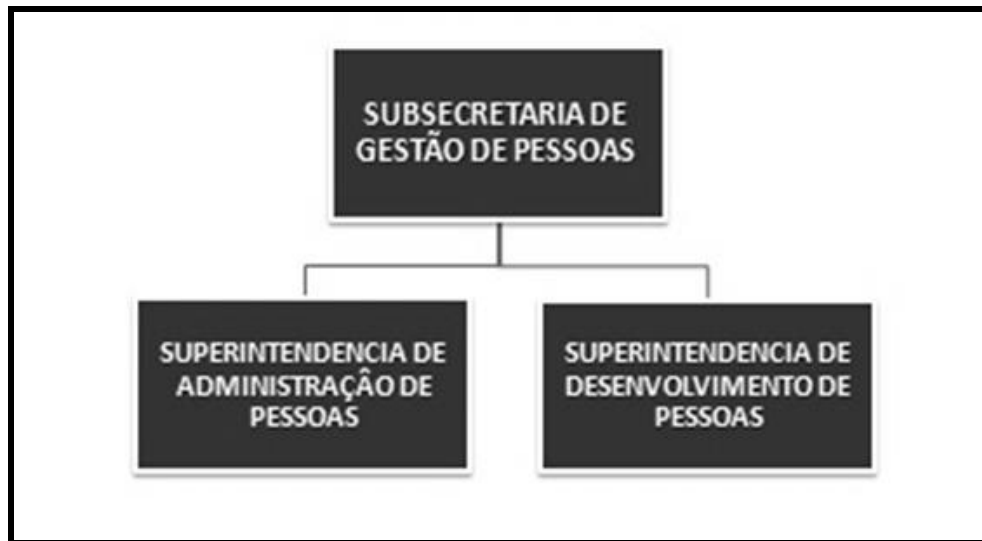 SUBSECRETARIA DE
GESTÃO DE PESSOAS
SUPERINTENDENCIA DE
ADMINISTRAÇÂO DE
PESSOAS
SUPERINTENDENCIA DE
DESENVOLVIMENTO DE
PESSOAS